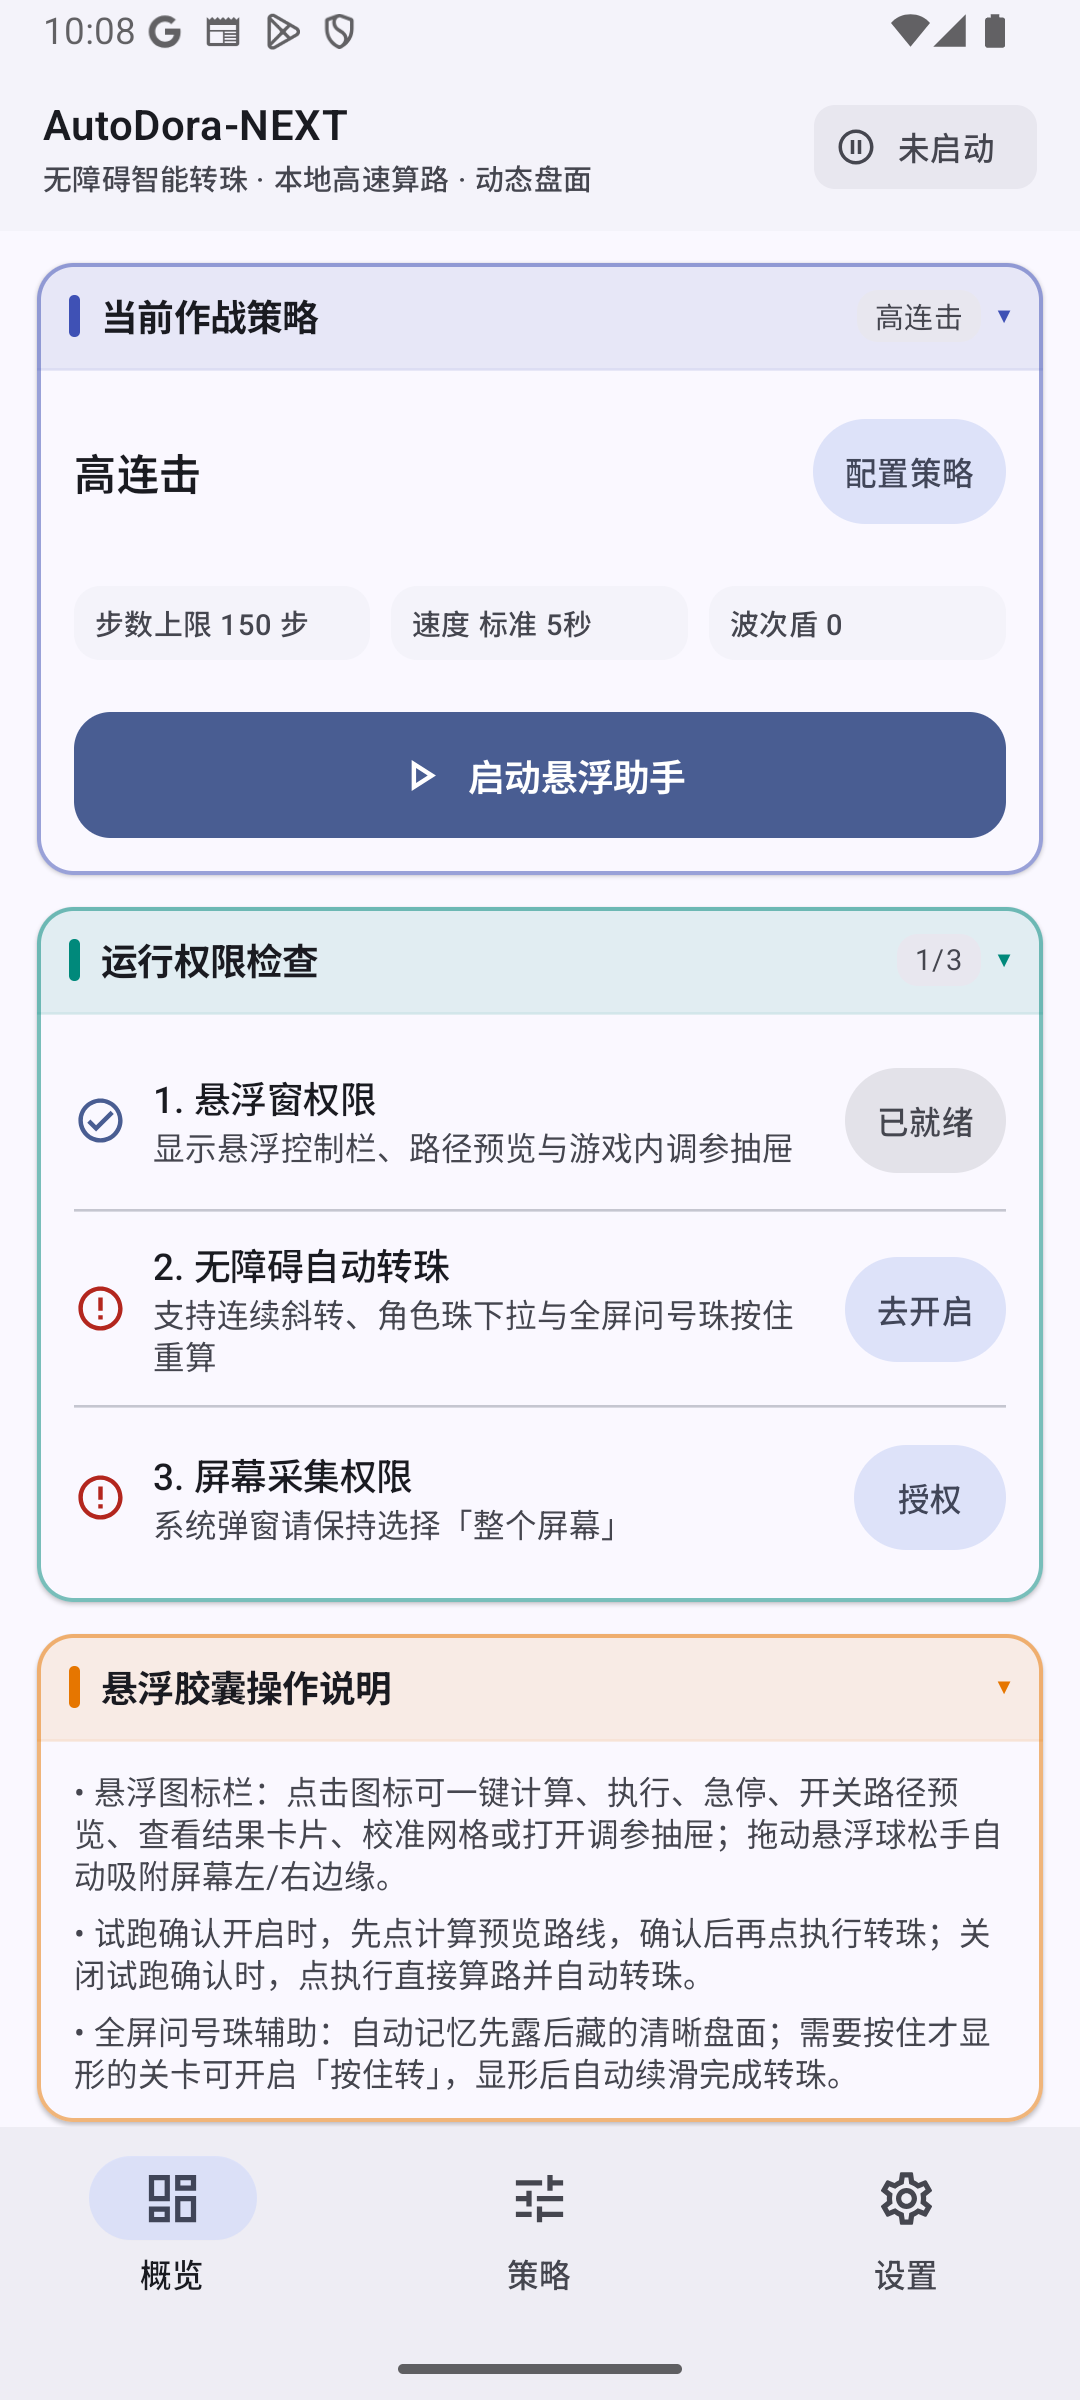 10:08
AutoDora-NEXT
无障碍智能转珠 · 本地高速算路 · 动态盘面
未启动
当前作战策略
高连击
高连击
配置策略
步数上限 150 步
速度 标准 5秒
波次盾 0
启动悬浮助手
运行权限检查
1/3
1. 悬浮窗权限
显示悬浮控制栏、路径预览与游戏内调参抽屉
已就绪
2. 无障碍自动转珠
支持连续斜转、角色珠下拉与全屏问号珠按住
重算
去开启
3. 屏幕采集权限
系统弹窗请保持选择「整个屏幕」
授权
悬浮胶囊操作说明
• 悬浮图标栏：点击图标可一键计算、执行、急停、开关路径预
览、查看结果卡片、校准网格或打开调参抽屉；拖动悬浮球松手自
动吸附屏幕左/右边缘。
• 试跑确认开启时，先点计算预览路线，确认后再点执行转珠；关
闭试跑确认时，点执行直接算路并自动转珠。
• 全屏问号珠辅助：自动记忆先露后藏的清晰盘面；需要按住才显
形的关卡可开启「按住转」，显形后自动续滑完成转珠。
概览
策略
设置